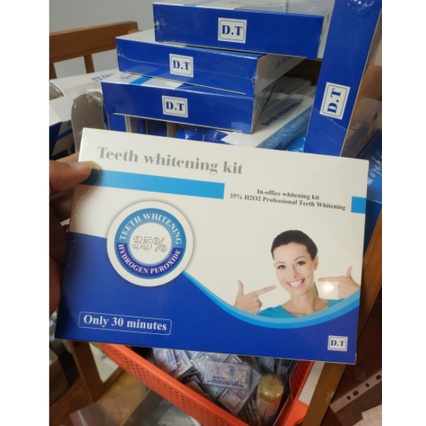 D.T
D.T
D.T
D.T
Teeth whitening kit
In-office whitening kit
35% H2O2 Professional Teeth Whitening
TEETH WHITENING
35%
HYDROGEN PEROXIDE
Only 30 minutes
D.T